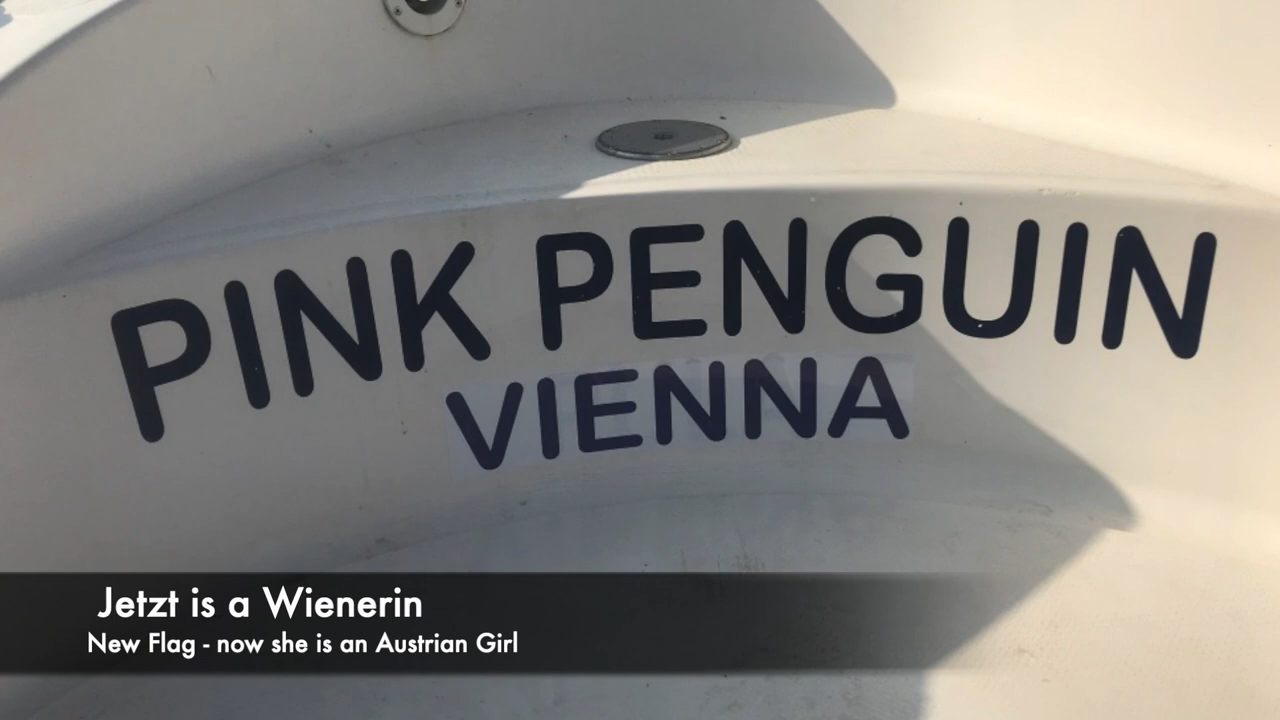 PINK PENGUIN
VIENNA
Jetzt is a Wienerin
New Flag - now she is an Austrian Girl